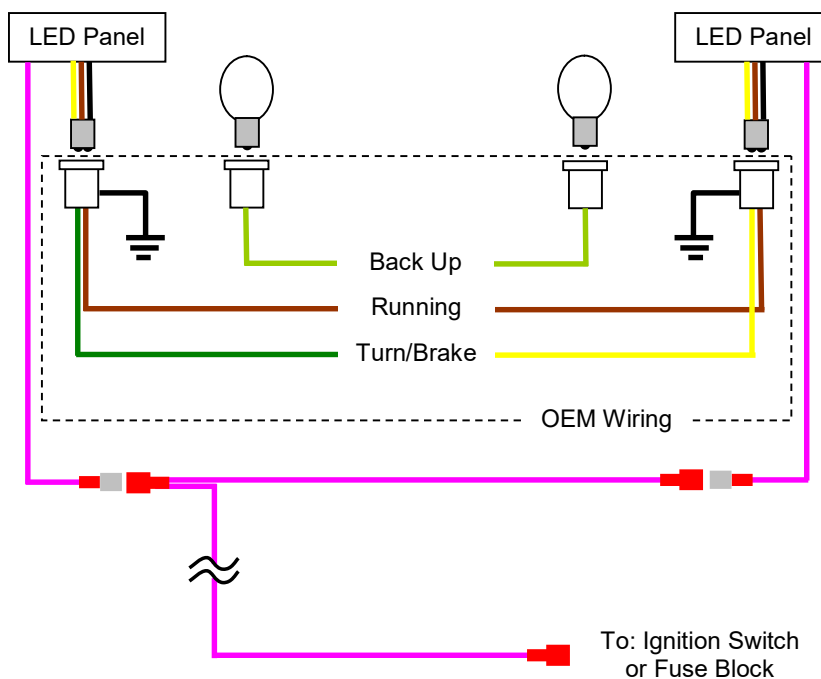 LED Panel
LED Panel
Back Up
Running
Turn/Brake
OEM Wiring
To: Ignition Switch
or Fuse Block